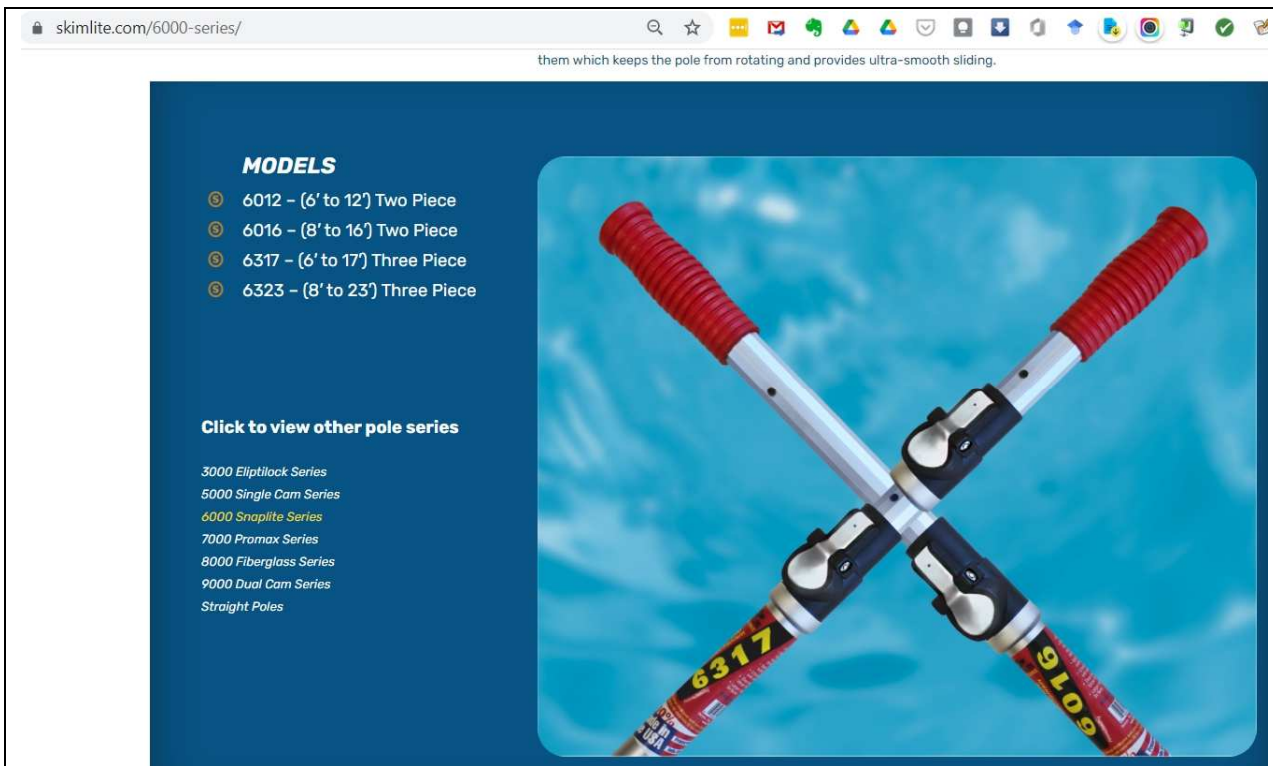 skimlite.com/6000-series/
them which keeps the pole from rotating and provides ultra-smooth sliding.
MODELS
6012 – (6' to 12') Two Piece
6016 – (8' to 16') Two Piece
6317 – (6' to 17') Three Piece
6323 – (8' to 23') Three Piece
Click to view other pole series
3000 Eliptilock Series
5000 Single Cam Series
6000 Snaplite Series
7000 Promax Series
8000 Fiberglass Series
9000 Dual Cam Series
Straight Poles
6317
6016
USA